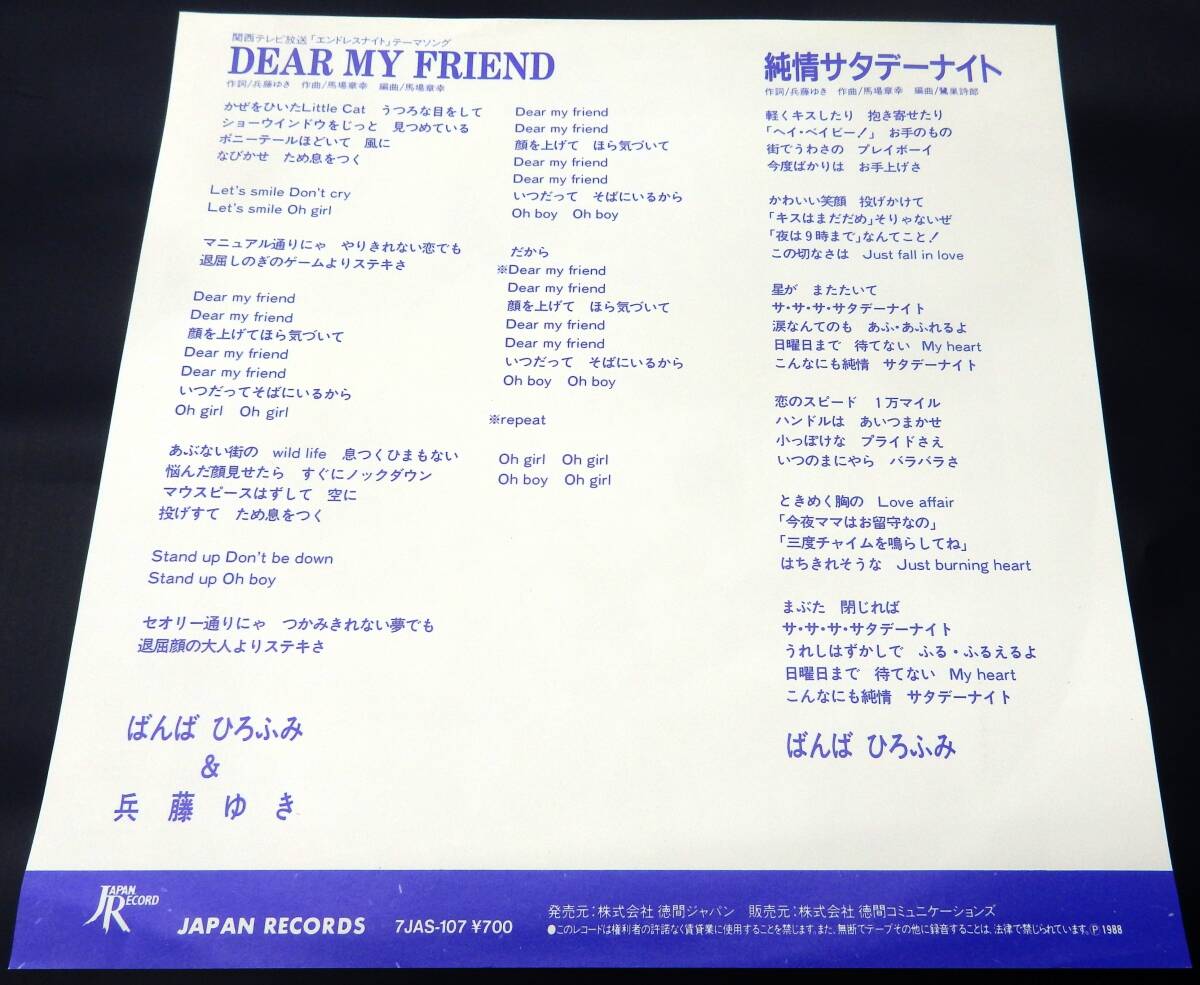 関西テレビ放送「エンドレスナイト」テーマソング
DEAR MY FRIEND
作詞/兵藤ゆき 作曲/馬場章幸 編曲/馬場章幸
かぜをひいたLittle Cat うつろな目をして
ショーウインドウをじっと 見つめている
ポニーテールほどいて 風に
なびかせ ため息をつく
Let's smile Don't cry
Let's smile Oh girl
マニュアル通りにゃ やりきれない恋でも
退屈しのぎのゲームよりステキさ
Dear my friend
Dear my friend
顔を上げてほら気づいて
Dear my friend
Dear my friend
いつだってそばにいるから
Oh girl Oh girl
あぶない街の wild life 息つくひまもない
悩んだ顔見せたら すぐにノックダウン
マウスピースはずして 空に
投げすて ため息をつく
Stand up Don't be down
Stand up Oh boy
セオリー通りにゃ つかみきれない夢でも
退屈顔の大人よりステキさ
Dear my friend
Dear my friend
顔を上げて ほら気づいて
Dear my friend
Dear my friend
いつだって そばにいるから
Oh boy Oh boy
だから
※Dear my friend
Dear my friend
顔を上げて ほら気づいて
Dear my friend
Dear my friend
いつだって そばにいるから
Oh boy Oh boy
※repeat
Oh girl Oh girl
Oh boy Oh girl
ばんば ひろふみ
&
兵藤ゆき
純情サタデーナイト
作詞/兵藤ゆき 作曲/馬場章幸 編曲/鷺巣詩郎
軽くキスしたり 抱き寄せたり
「ヘイ・ベイビー!」 お手のもの
街でうわさの プレイボーイ
今度ばかりは お手上げさ
かわいい笑顔 投げかけて
「キスはまだだめ」そりゃないぜ
「夜は9時まで」なんてこと!
この切なさは Just fall in love
星が またたいて
サ・サ・サ・サタデーナイト
涙なんてのも あふ・あふれるよ
日曜日まで 待てない My heart
こんなにも純情 サタデーナイト
恋のスピード 1万マイル
ハンドルは あいつまかせ
小っぽけな プライドさえ
いつのまにやら バラバラさ
ときめく胸の Love affair
「今夜ママはお留守なの」
「三度チャイムを鳴らしてね」
はちきれそうな Just burning heart
まぶた 閉じれば
サ・サ・サ・サタデーナイト
うれしはずかしで ふる・ふるえるよ
日曜日まで 待てない My heart
こんなにも純情 サタデーナイト
ばんば ひろふみ
JAPAN RECORD
JAPAN RECORDS 7JAS-107 ¥700
発売元:株式会社 徳間ジャパン 販売元:株式会社 徳間コミュニケーションズ
●このレコードは権利者の許諾なく賃貸業に使用することを禁じます。また、無断でテープその他に録音することは、法律で禁じられています。Ⓟ1988